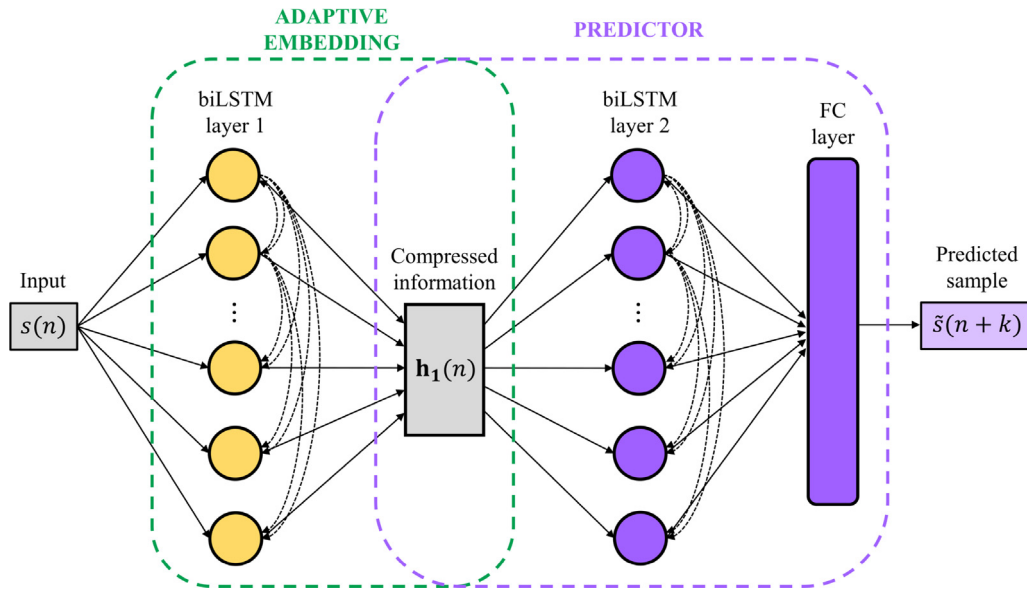 ADAPTIVE
EMBEDDING
PREDICTOR
biLSTM
layer 1
biLSTM
layer 2
FC
layer
Input
s(n)
⋮
Compressed
information
h₁(n)
⋮
Predicted
sample
s̃(n + k)